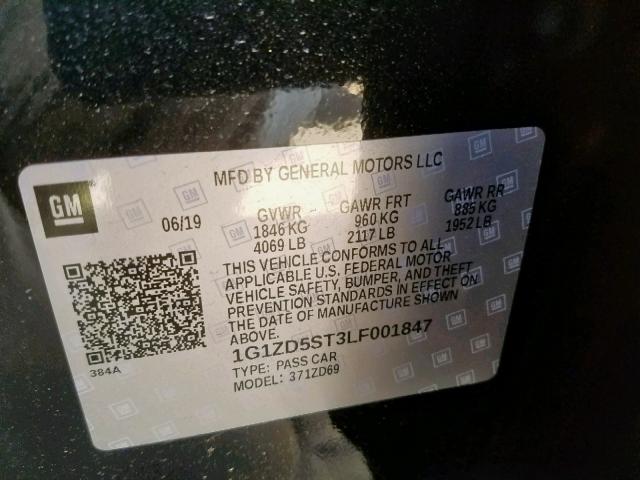 MFD BY GENERAL MOTORS LLC
GM
06/19
GVWR GAWR FRT GAWR RR
1846 KG 960 KG 885 KG
4069 LB 2117 LB 1952 LB
THIS VEHICLE CONFORMS TO ALL
APPLICABLE U.S. FEDERAL MOTOR
VEHICLE SAFETY, BUMPER, AND THEFT
PREVENTION STANDARDS IN EFFECT ON
THE DATE OF MANUFACTURE SHOWN
ABOVE.
1G1ZD5ST3LF001847
TYPE: PASS CAR
MODEL: 371ZD69
384A